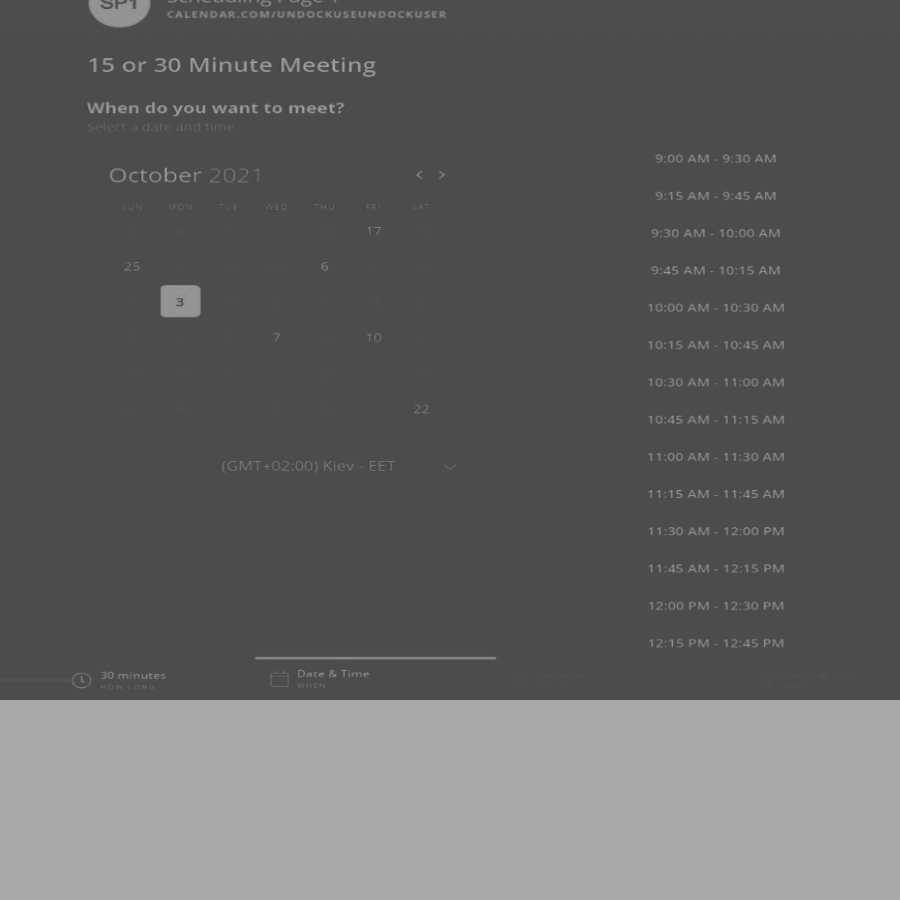 SP1
Scheduling Page 1
CALENDAR.COM/UNDOCKUSEUNDOCKUSER
15 or 30 Minute Meeting
When do you want to meet?
Select a date and time
October 2021
< >
SUN MON TUE WED THU FRI SAT
17
25 6
3
7 10
22
(GMT+02:00) Kiev - EET
9:00 AM - 9:30 AM
9:15 AM - 9:45 AM
9:30 AM - 10:00 AM
9:45 AM - 10:15 AM
10:00 AM - 10:30 AM
10:15 AM - 10:45 AM
10:30 AM - 11:00 AM
10:45 AM - 11:15 AM
11:00 AM - 11:30 AM
11:15 AM - 11:45 AM
11:30 AM - 12:00 PM
11:45 AM - 12:15 PM
12:00 PM - 12:30 PM
12:15 PM - 12:45 PM
30 minutes
HOW LONG
Date & Time
WHEN